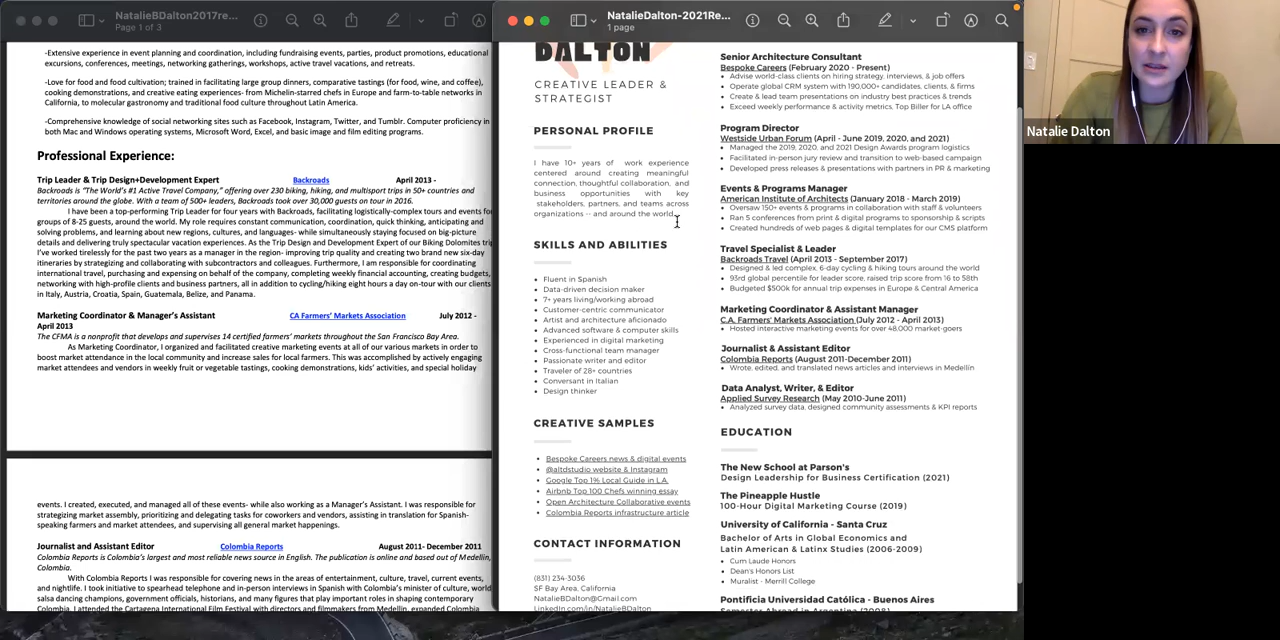 NatalieBDalton2017re...
Page 1 of 3
-Extensive experience in event planning and coordination, including fundraising events, parties, product promotions, educational
excursions, conferences, meetings, networking gatherings, workshops, active travel vacations, and retreats.
-Love for food and food cultivation; trained in facilitating large group dinners, comparative tastings (for food, wine, and coffee),
cooking demonstrations, and creative eating experiences- from Michelin-starred chefs in Europe and farm-to-table networks in
California, to molecular gastronomy and traditional food culture throughout Latin America.
-Comprehensive knowledge of social networking sites such as Facebook, Instagram, Twitter, and Tumblr. Computer proficiency in
both Mac and Windows operating systems, Microsoft Word, Excel, and basic image and film editing programs.
Professional Experience:
Trip Leader & Trip Design+Development Expert Backroads April 2013 -
Backroads is "The World's #1 Active Travel Company," offering over 230 biking, hiking, and multisport trips in 50+ countries and
territories around the globe. With a team of 500+ leaders, Backroads took over 30,000 guests on tour in 2016.
I have been a top-performing Trip Leader for four years with Backroads, facilitating logistically-complex tours and events for
groups of 8-25 guests, around the world. My role requires constant communication, coordination, quick thinking, anticipating and
solving problems, and learning about new regions, cultures, and languages- while simultaneously staying focused on big-picture
details and delivering truly spectacular vacation experiences. As the Trip Design and Development Expert of our Biking Dolomites trip
I've worked tirelessly for the past two years as a manager in the region- improving trip quality and creating two brand new six-day
itineraries by strategizing and collaborating with subcontractors and colleagues. Furthermore, I am responsible for coordinating
international travel, purchasing and expensing on behalf of the company, completing weekly financial accounting, creating budgets,
networking with high-profile clients and business partners, all in addition to cycling/hiking eight hours a day on-tour with our clients
in Italy, Austria, Croatia, Spain, Guatemala, Belize, and Panama.
Marketing Coordinator & Manager's Assistant CA Farmers' Markets Association July 2012 -
April 2013
The CFMA is a nonprofit that develops and supervises 14 certified farmers' markets throughout the San Francisco Bay Area.
As Marketing Coordinator, I organized and facilitated creative marketing events at all of our various markets in order to
boost market attendance in the local community and increase sales for local farmers. This was accomplished by actively engaging
market attendees and vendors in weekly fruit or vegetable tastings, cooking demonstrations, kids' activities, and special holiday
events. I created, executed, and managed all of these events- while also working as a Manager's Assistant. I was responsible for
strategizing market assembly, prioritizing and delegating tasks for coworkers and vendors, assisting in translation for Spanish-
speaking farmers and market attendees, and supervising all general market happenings.
Journalist and Assistant Editor Colombia Reports August 2011- December 2011
Colombia Reports is Colombia's largest and most reliable news source in English. The publication is online and based out of Medellín,
Colombia.
With Colombia Reports I was responsible for covering news in the areas of entertainment, culture, travel, current events,
and nightlife. I took initiative to spearhead telephone and in-person interviews in Spanish with Colombia's minister of culture, world
salsa dancing champions, government officials, historians, and many figures that play important roles in shaping contemporary
Colombia. I attended the Cartagena International Film Festival with directors and filmmakers from Medellín, expanded Colombia
NatalieDalton-2021Re...
1 page
DALTON
CREATIVE LEADER &
STRATEGIST
PERSONAL PROFILE
I have 10+ years of work experience
centered around creating meaningful
connection, thoughtful collaboration, and
business opportunities with key
stakeholders, partners, and teams across
organizations -- and around the world.
SKILLS AND ABILITIES
Fluent in Spanish
Data-driven decision maker
7+ years living/working abroad
Customer-centric communicator
Artist and architecture aficionado
Advanced software & computer skills
Experienced in digital marketing
Cross-functional team manager
Passionate writer and editor
Traveler of 28+ countries
Conversant in Italian
Design thinker
CREATIVE SAMPLES
Bespoke Careers news & digital events
@altdstudio website & Instagram
Google Top 1% Local Guide in L.A.
Airbnb Top 100 Chefs winning essay
Open Architecture Collaborative events
Colombia Reports infrastructure article
CONTACT INFORMATION
(831) 234-3036
SF Bay Area, California
NatalieBDalton@Gmail.com
LinkedIn.com/in/NatalieBDalton
Senior Architecture Consultant
Bespoke Careers (February 2020 - Present)
Advise world-class clients on hiring strategy, interviews, & job offers
Operate global CRM system with 190,000+ candidates, clients, & firms
Create & lead team presentations on industry best practices & trends
Exceed weekly performance & activity metrics, Top Biller for LA office
Program Director
Westside Urban Forum (April - June 2019, 2020, and 2021)
Managed the 2019, 2020, and 2021 Design Awards program logistics
Facilitated in-person jury review and transition to web-based campaign
Developed press releases & presentations with partners in PR & marketing
Events & Programs Manager
American Institute of Architects (January 2018 - March 2019)
Oversaw 150+ events & programs in collaboration with staff & volunteers
Ran 5 conferences from print & digital programs to sponsorship & scripts
Created hundreds of web pages & digital templates for our CMS platform
Travel Specialist & Leader
Backroads Travel (April 2013 - September 2017)
Designed & led complex, 6-day cycling & hiking tours around the world
93rd global percentile for leader score, raised trip score from 16 to 58th
Budgeted $500k for annual trip expenses in Europe & Central America
Marketing Coordinator & Assistant Manager
C.A. Farmers' Markets Association (July 2012 - April 2013)
Hosted interactive marketing events for over 48,000 market-goers
Journalist & Assistant Editor
Colombia Reports (August 2011-December 2011)
Wrote, edited, and translated news articles and interviews in Medellín
Data Analyst, Writer, & Editor
Applied Survey Research (May 2010-June 2011)
Analyzed survey data, designed community assessments & KPI reports
EDUCATION
The New School at Parson's
Design Leadership for Business Certification (2021)
The Pineapple Hustle
100-Hour Digital Marketing Course (2019)
University of California - Santa Cruz
Bachelor of Arts in Global Economics and
Latin American & Latinx Studies (2006-2009)
Cum Laude Honors
Dean's Honors List
Muralist - Merrill College
Pontificia Universidad Católica - Buenos Aires
Semester Abroad in Argentina (2008)
Natalie Dalton